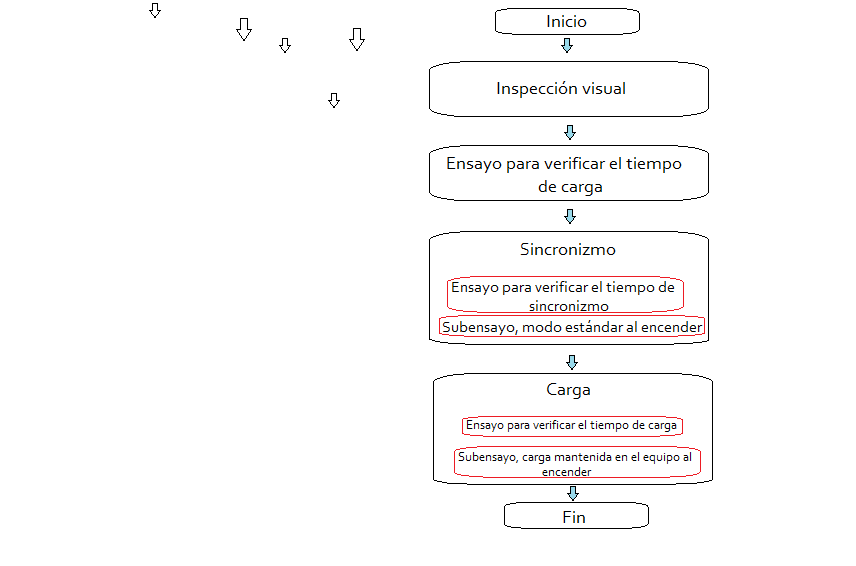 Inicio
Inspección visual
Ensayo para verificar el tiempo
de carga
Sincronizmo
Ensayo para verificar el tiempo de
sincronizmo
Subensayo, modo estándar al encender
Carga
Ensayo para verificar el tiempo de carga
Subensayo, carga mantenida en el equipo al
encender
Fin